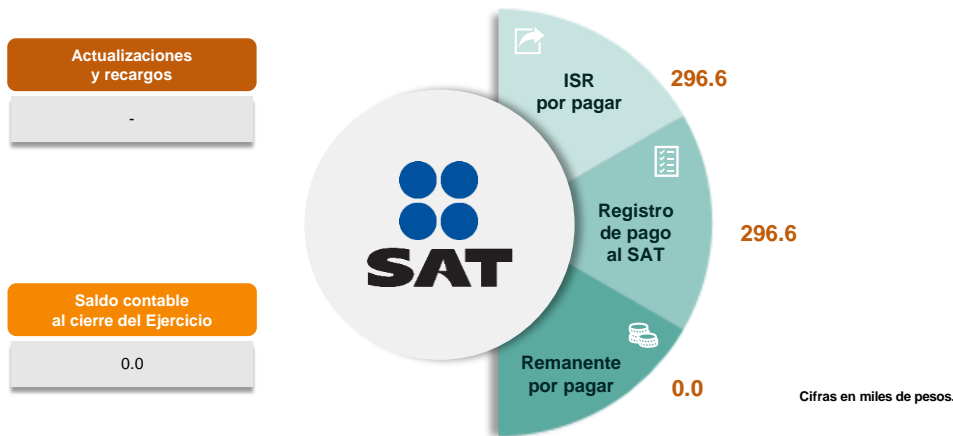 Actualizaciones
y recargos
-
Saldo contable
al cierre del Ejercicio
0.0
SAT
ISR
por pagar
296.6
Registro
de pago
al SAT
296.6
Remanente
por pagar
0.0
Cifras en miles de pesos.